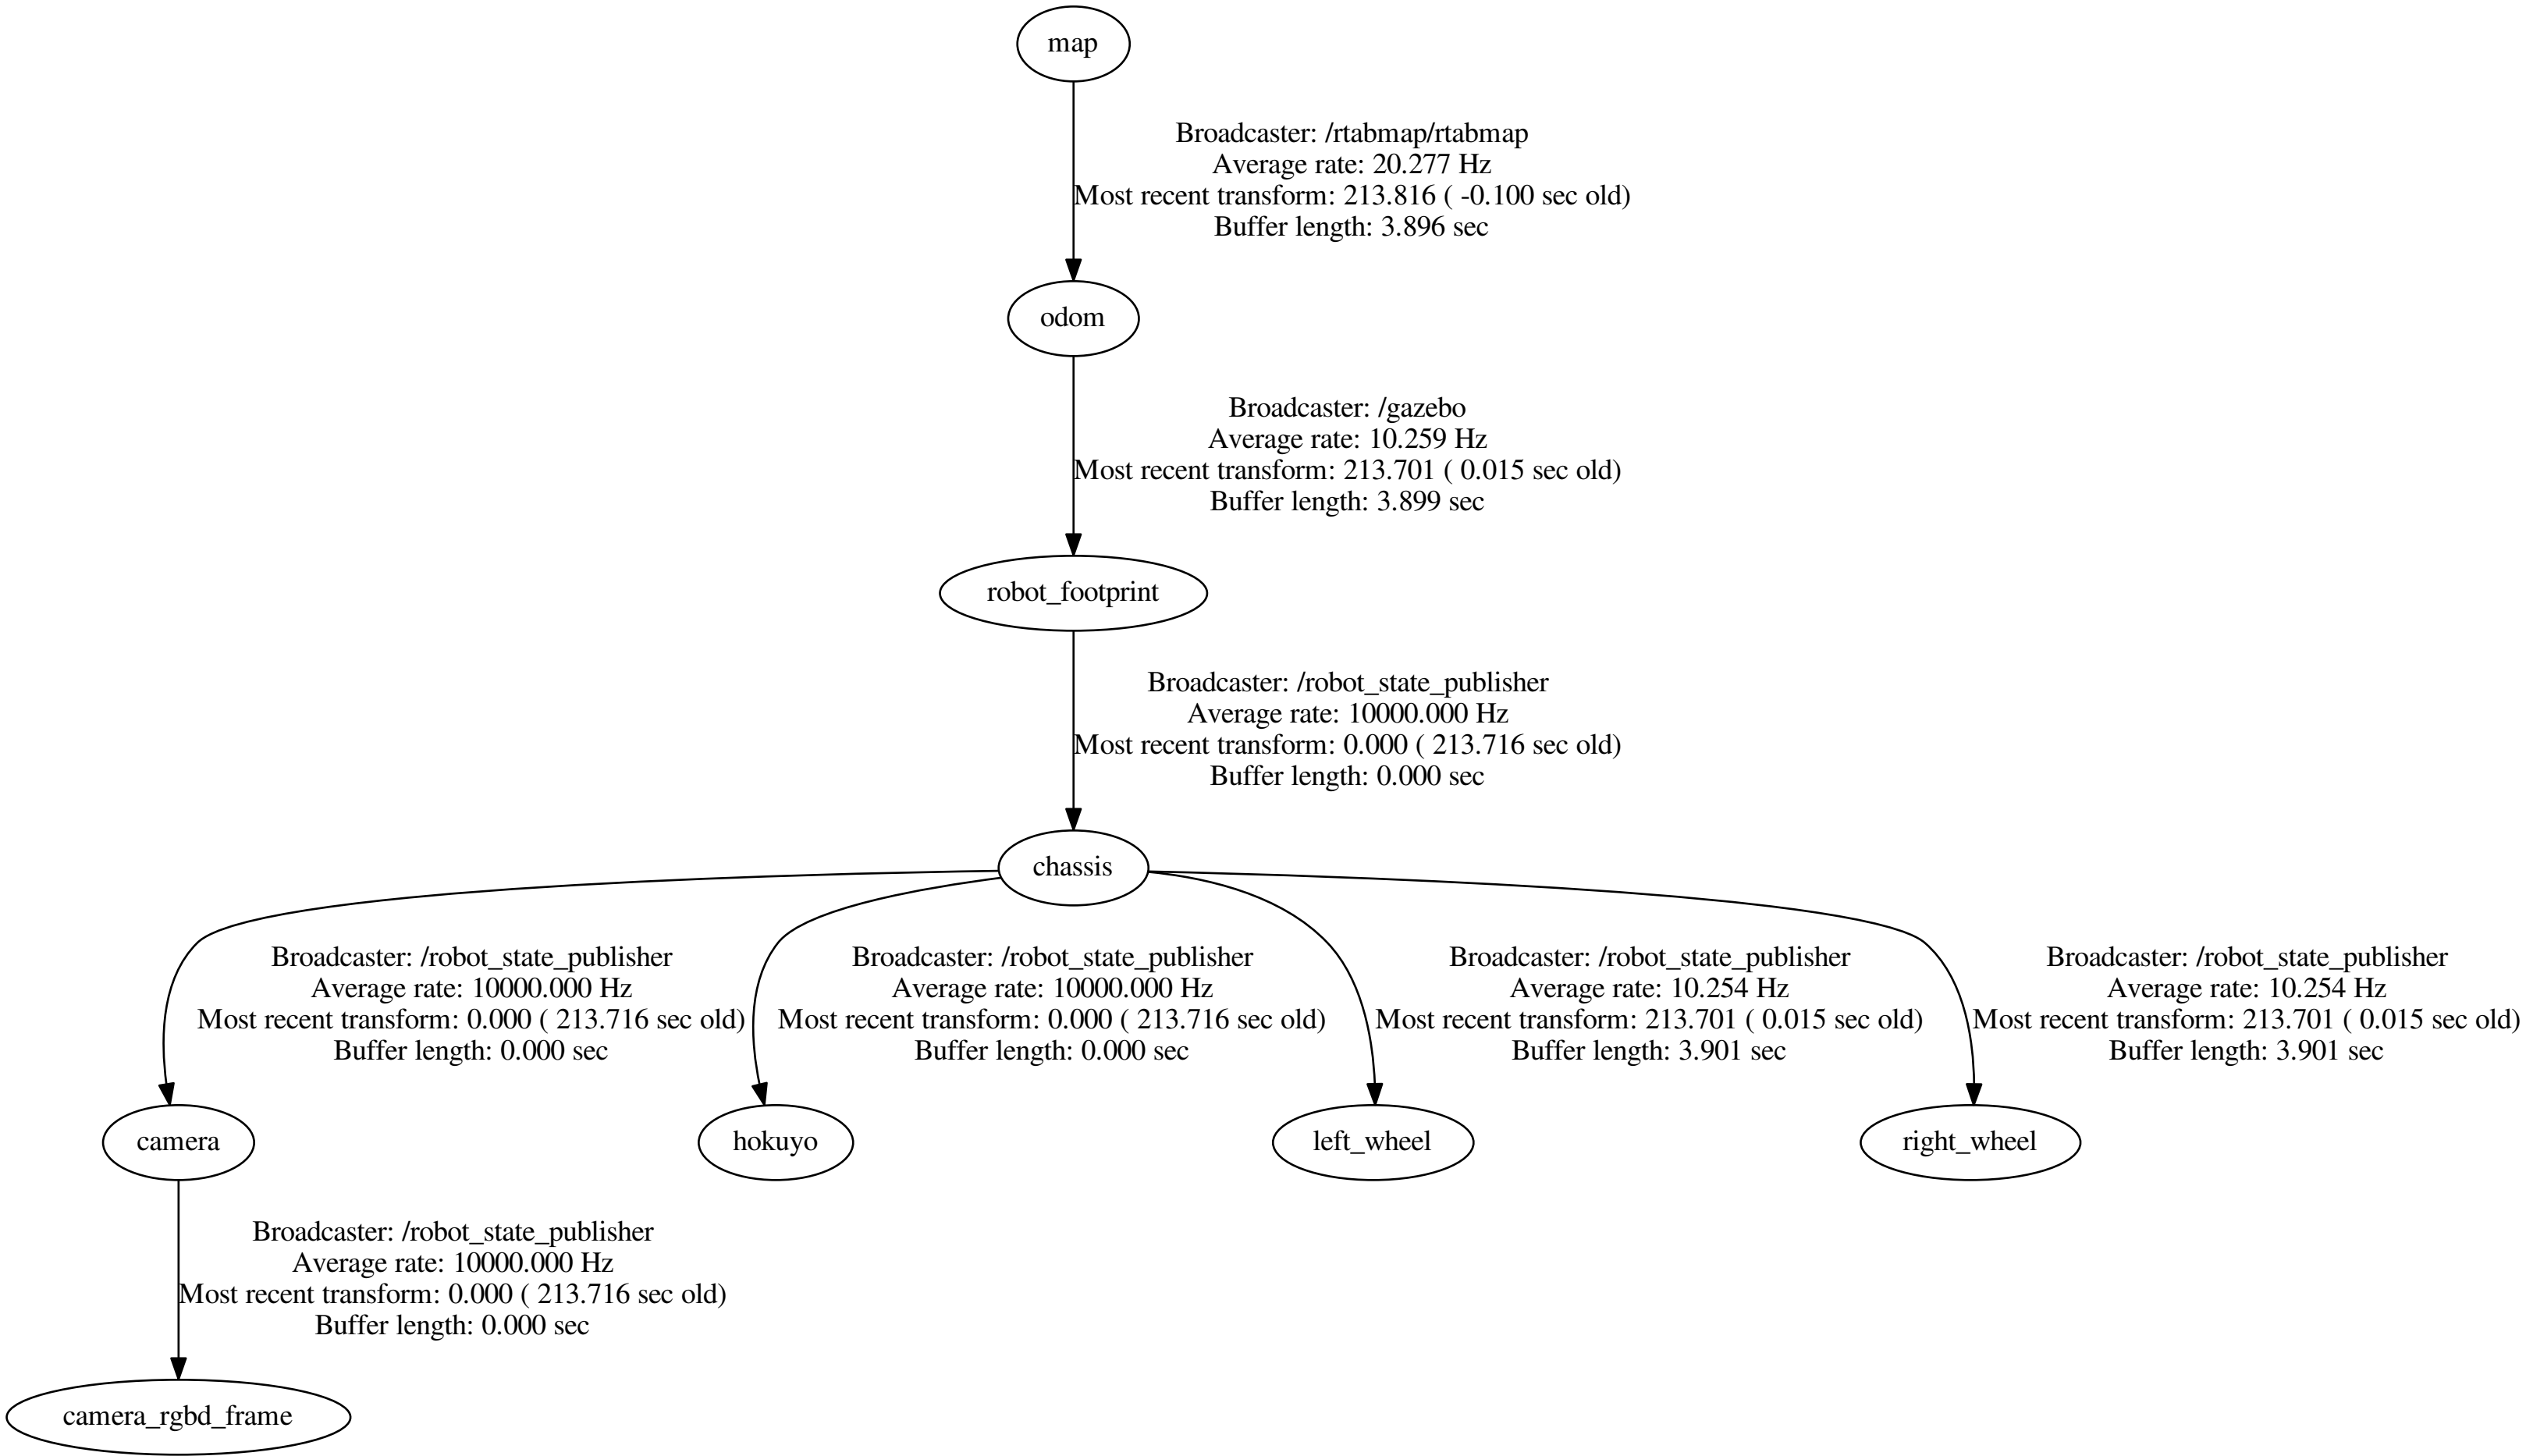 map
Broadcaster: /rtabmap/rtabmap
Average rate: 20.277 Hz
Most recent transform: 213.816 ( -0.100 sec old)
Buffer length: 3.896 sec
odom
Broadcaster: /gazebo
Average rate: 10.259 Hz
Most recent transform: 213.701 ( 0.015 sec old)
Buffer length: 3.899 sec
robot_footprint
Broadcaster: /robot_state_publisher
Average rate: 10000.000 Hz
Most recent transform: 0.000 ( 213.716 sec old)
Buffer length: 0.000 sec
chassis
Broadcaster: /robot_state_publisher
Average rate: 10000.000 Hz
Most recent transform: 0.000 ( 213.716 sec old)
Buffer length: 0.000 sec
Broadcaster: /robot_state_publisher
Average rate: 10000.000 Hz
Most recent transform: 0.000 ( 213.716 sec old)
Buffer length: 0.000 sec
Broadcaster: /robot_state_publisher
Average rate: 10.254 Hz
Most recent transform: 213.701 ( 0.015 sec old)
Buffer length: 3.901 sec
Broadcaster: /robot_state_publisher
Average rate: 10.254 Hz
Most recent transform: 213.701 ( 0.015 sec old)
Buffer length: 3.901 sec
camera
hokuyo
left_wheel
right_wheel
Broadcaster: /robot_state_publisher
Average rate: 10000.000 Hz
Most recent transform: 0.000 ( 213.716 sec old)
Buffer length: 0.000 sec
camera_rgbd_frame